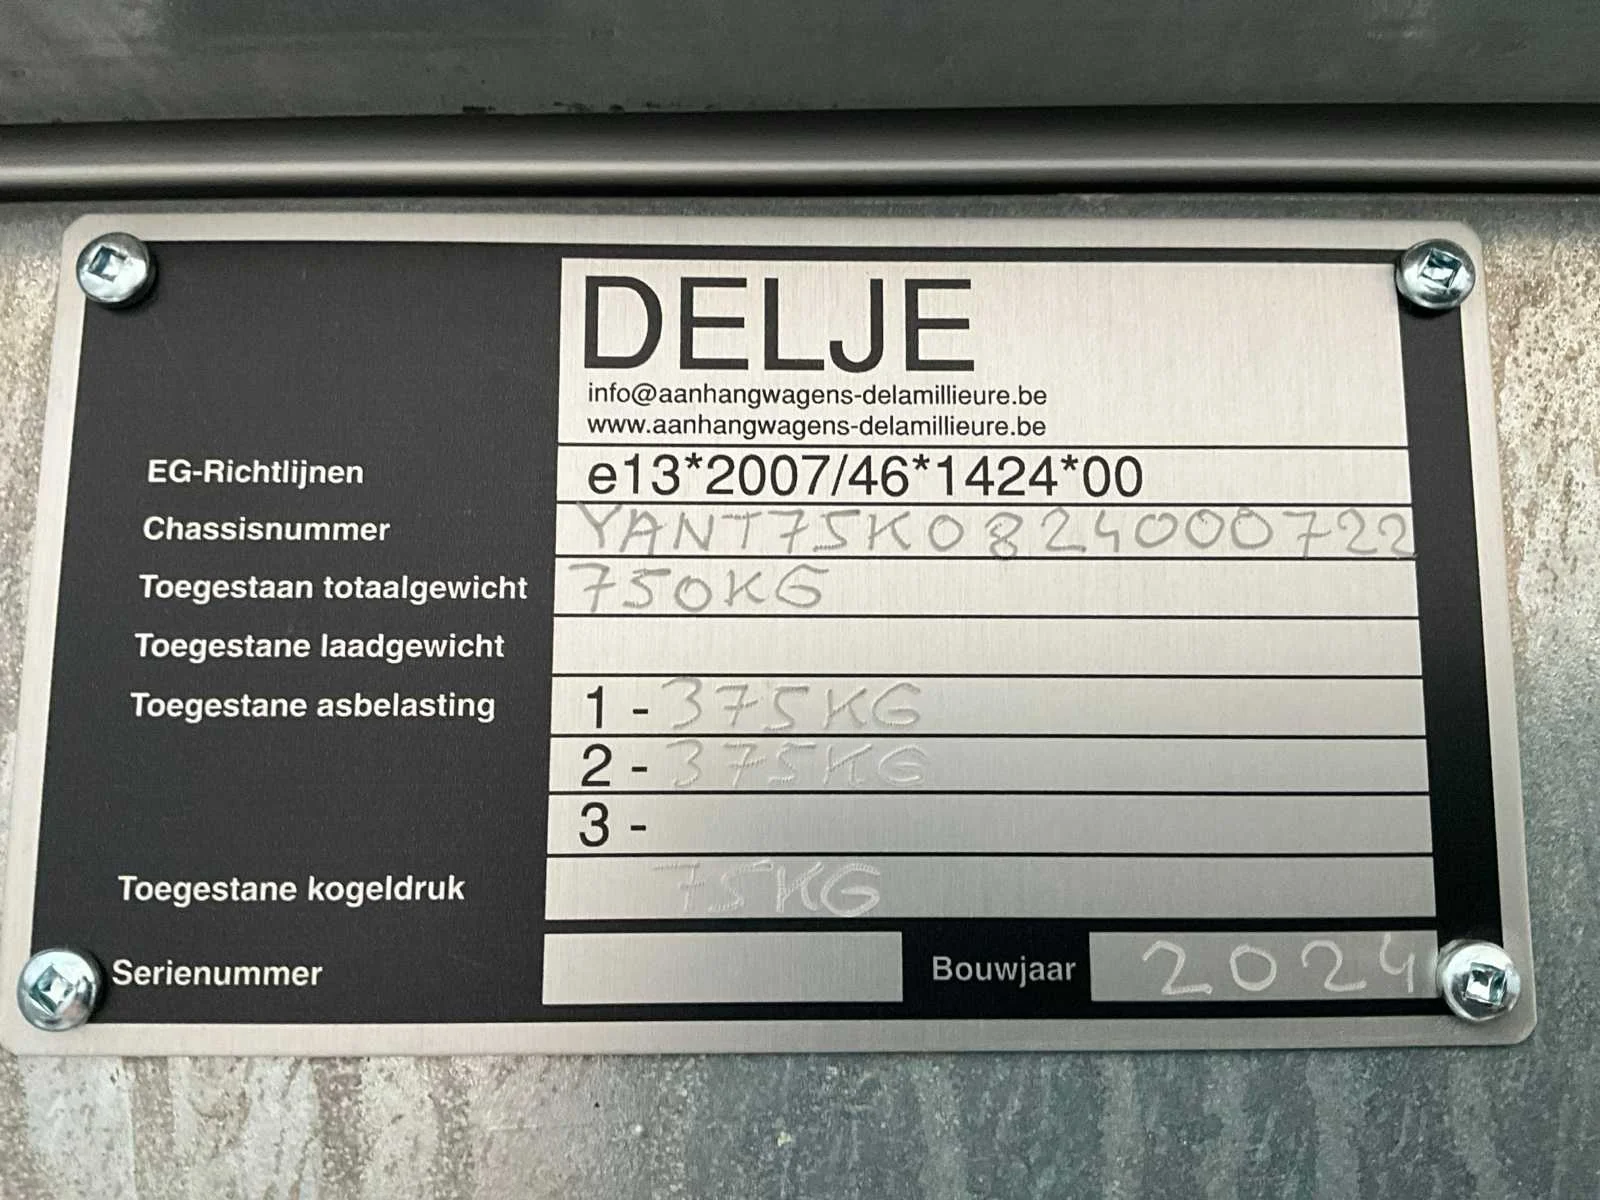 DELJE
info@aanhangwagens-delamillieure.be
www.aanhangwagens-delamillieure.be
EG-Richtlijnen e13*2007/46*1424*00
Chassisnummer YANT75K0824000722
Toegestaan totaalgewicht 750KG
Toegestane laadgewicht
Toegestane asbelasting 1 - 375KG
2 - 375KG
3 -
Toegestane kogeldruk 75KG
Serienummer Bouwjaar 2024